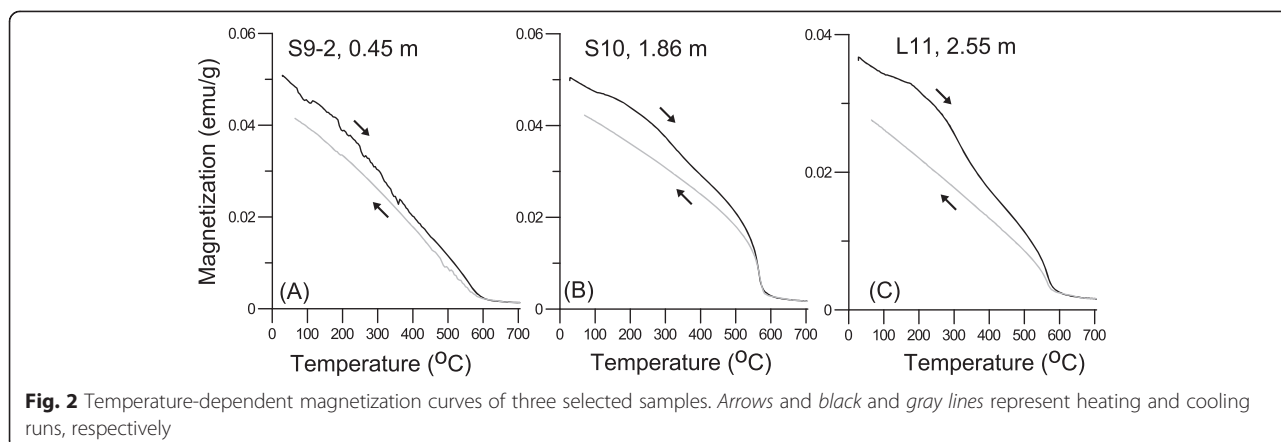 S9-2, 0.45 m
S10, 1.86 m
L11, 2.55 m
0.06
0.04
0.02
0
Magnetization (emu/g)
(A)
0 100 200 300 400 500 600 700
Temperature (ºC)
0.06
0.04
0.02
0
(B)
0 100 200 300 400 500 600 700
Temperature (ºC)
0.04
0.02
0
(C)
0 100 200 300 400 500 600 700
Temperature (ºC)
Fig. 2 Temperature-dependent magnetization curves of three selected samples. Arrows and black and gray lines represent heating and cooling
runs, respectively